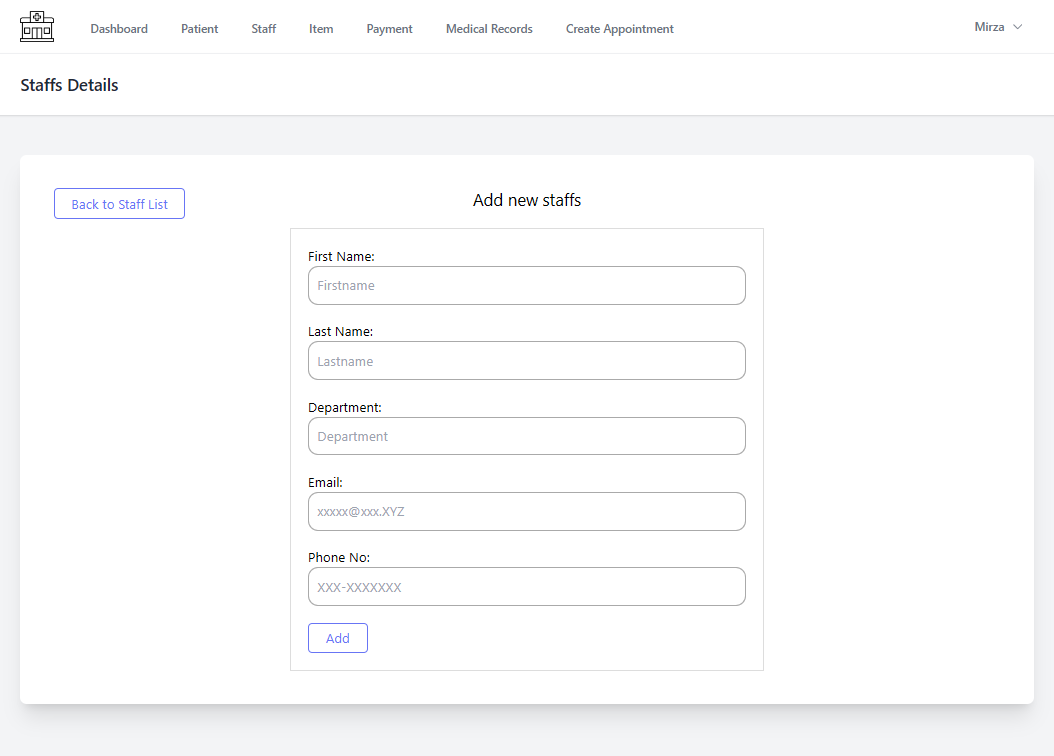 Dashboard Patient Staff Item Payment Medical Records Create Appointment Mirza
Staffs Details
Back to Staff List
Add new staffs
First Name:
Firstname
Last Name:
Lastname
Department:
Department
Email:
xxxxx@xxx.XYZ
Phone No:
XXX-XXXXXXX
Add